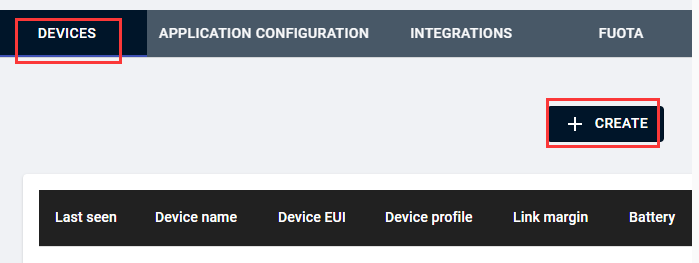 DEVICES APPLICATION CONFIGURATION INTEGRATIONS FUOTA
+ CREATE
Last seen Device name Device EUI Device profile Link margin Battery